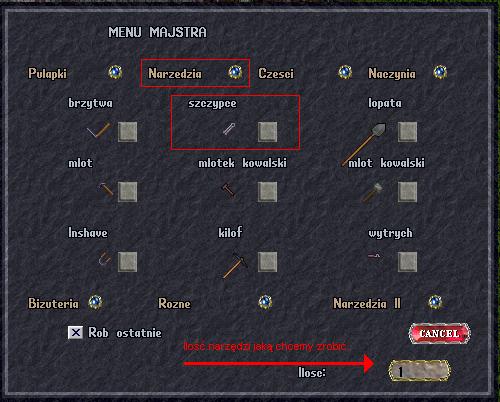 MENU MAJSTRA
Pulapki Narzedzia Czesci Naczynia
brzytwa szczypce lopata
mlot mlotek kowalski mlot kowalski
Inshave kilof wytrych
Bizuteria Rozne Narzedzia II
Rob ostatnie CANCEL
Ilość narzędzi jaką chcemy zrobić
Ilosc: 1